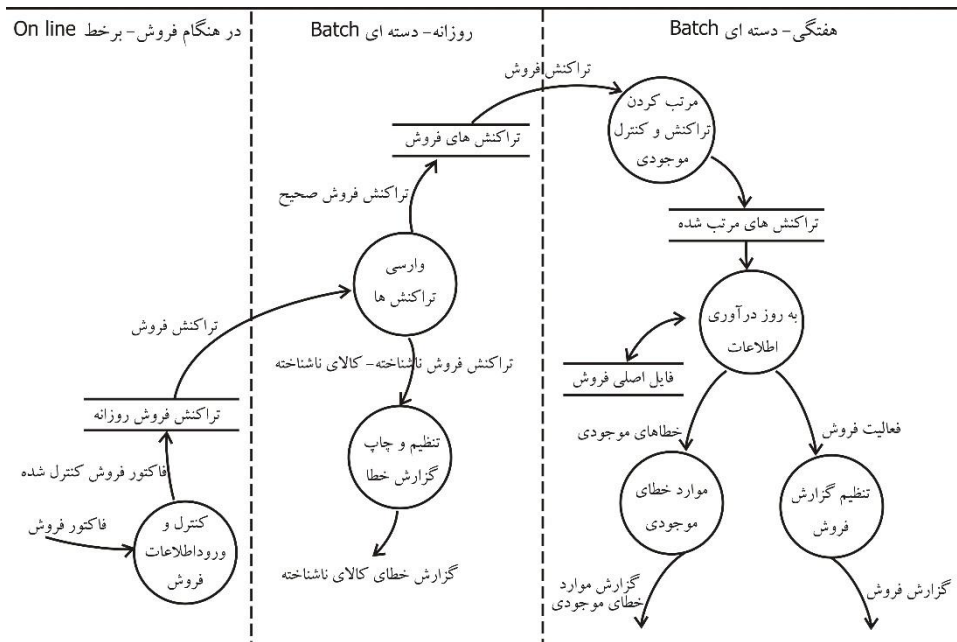 در هنگام فروش - برخط On line
روزانه - دسته ای Batch
هفتگی - دسته ای Batch
تراکنش فروش
مرتب کردن
تراکنش و کنترل
موجودی
تراکنش های فروش
تراکنش فروش صحیح
تراکنش های مرتب شده
وارسی
تراکنش ها
به روز درآوری
اطلاعات
تراکنش فروش
تراکنش فروش ناشناخته - کالای ناشناخته
فایل اصلی فروش
تراکنش فروش روزانه
خطاهای موجودی
فعالیت فروش
تنظیم و چاپ
گزارش خطا
فاکتور فروش کنترل شده
موارد خطای
موجودی
تنظیم گزارش
فروش
فاکتور فروش
کنترل و
ورود اطلاعات
فروش
گزارش خطای کالای ناشناخته
گزارش موارد
خطای موجودی
گزارش فروش